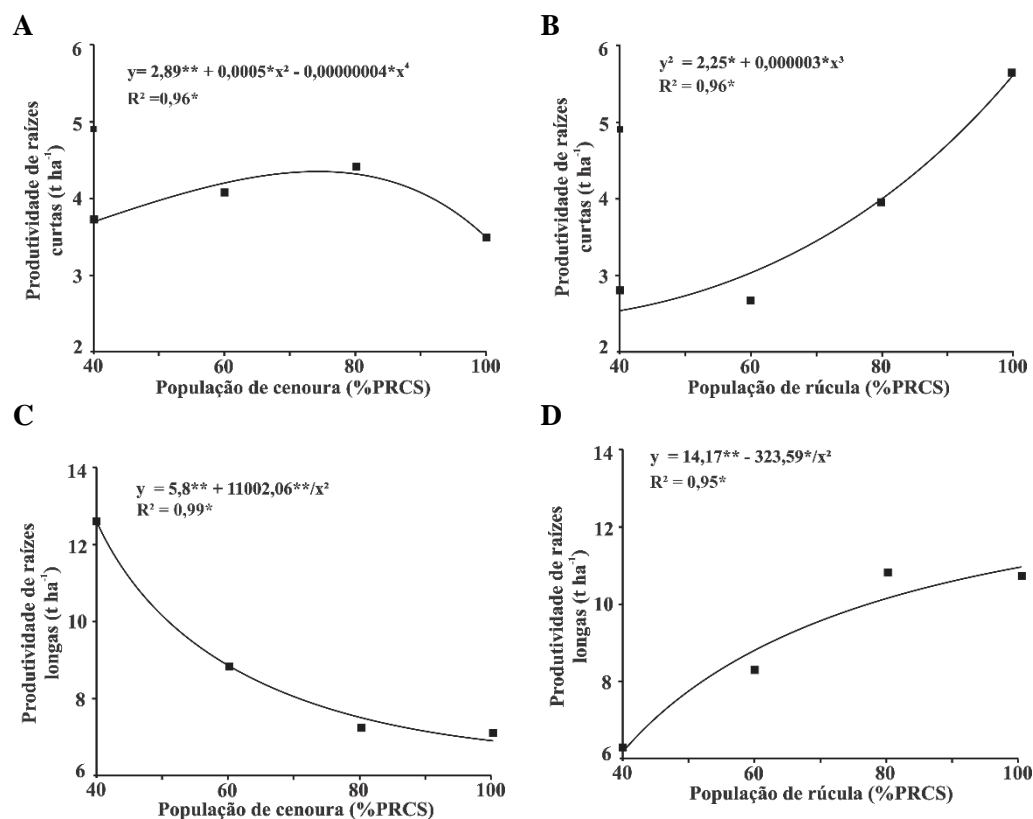 A
y= 2,89** + 0,0005*x² - 0,00000004*x⁴
R² =0,96*
Produtividade de raízes
curtas (t ha⁻¹)
6
5
4
3
2
40
60
80
100
População de cenoura (%PRCS)
B
y² = 2,25* + 0,000003*x³
R² = 0,96*
Produtividade de raízes
curtas (t ha⁻¹)
6
5
4
3
2
40
60
80
100
População de rúcula (%PRCS)
C
y = 5,8** + 11002,06**/x²
R² = 0,99*
Produtividade de raízes
longas (t ha⁻¹)
14
12
10
8
6
40
60
80
100
População de cenoura (%PRCS)
D
y = 14,17** - 323,59*/x²
R² = 0,95*
Produtividade de raízes
longas (t ha⁻¹)
14
12
10
8
6
40
60
80
100
População de rúcula (%PRCS)